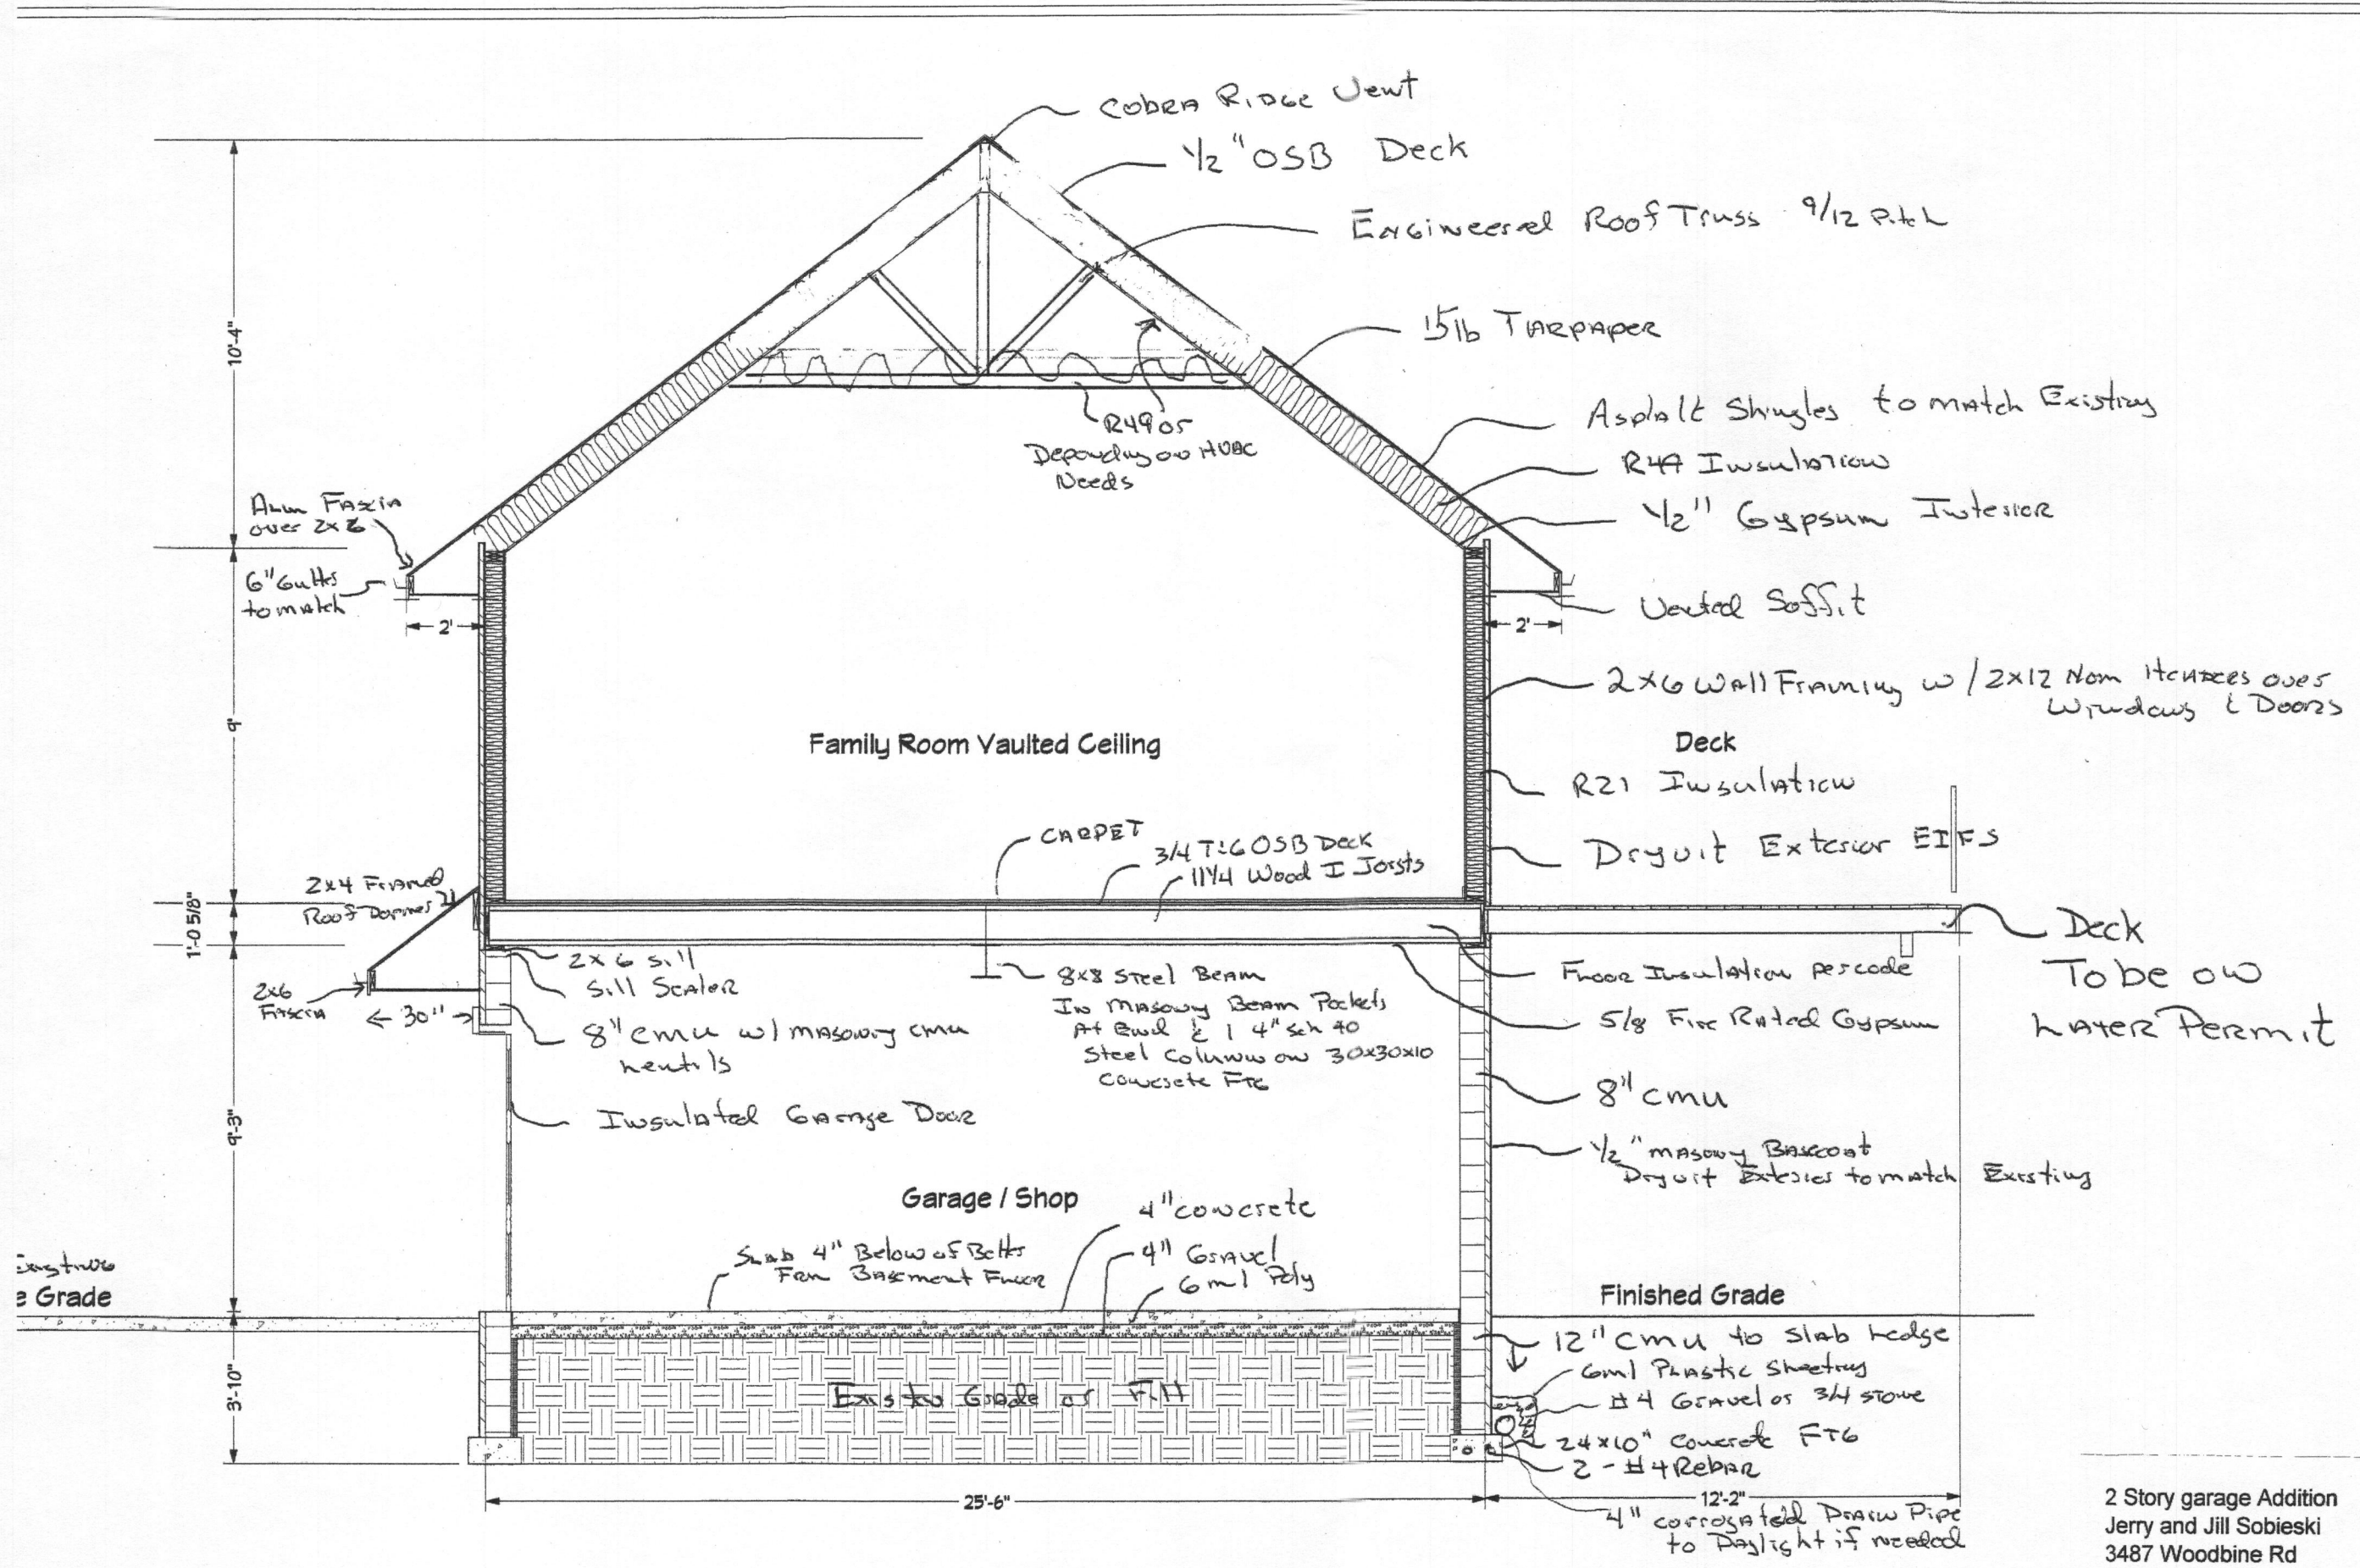 COBRA RIDGE Vent
1/2" OSB Deck
Engineered Roof Truss 9/12 Pitch
10'-4"
15lb TARPAPER
Asphalt Shingles to match Existing
R49 or
Depending on HVAC
Needs
R49 Insulation
1/2" Gypsum Interior
Alum Fascia
over 2x6
6" Gutter
to match
2'
2'
Vented Soffit
2x6 Wall Framing w/2x12 Nom Headers over
Windows & Doors
9'
Family Room Vaulted Ceiling
Deck
R21 Insulation
CARPET
3/4 T&G OSB Deck
11 1/4 Wood I Joists
Dryvit Exterior EIFS
2x4 Framed
Roof Dormer
1'-0 5/8"
Deck
To be on
Later Permit
2x6 Sill
Sill Sealer
8x8 Steel Beam
In Masonry Beam Pockets
At End & 1 4" sch 40
Steel Column on 30x30x10
Concrete FTG
Floor Insulation per code
5/8 Fire Rated Gypsum
2x6
Fascia
30"
8" cmu w/ masonry cmu
Lentils
8" cmu
Insulated Garage Door
9'-3"
1/2" masony Basecoat
Dryvit Exterior to match Existing
Garage / Shop
4" concrete
Slab 4" Below
Basement Floor
4" Gravel
6 ml Poly
Existing
e Grade
Finished Grade
12" cmu to slab Ledge
6ml Plastic Sheeting
#4 Gravel or 3/4 stone
3'-10"
Grade or Fill
24x10" concrete FTG
2 - #4 Rebar
25'-6"
12'-2"
4" corrogated Drain Pipe
to Daylight if needed
2 Story garage Addition
Jerry and Jill Sobieski
3487 Woodbine Rd